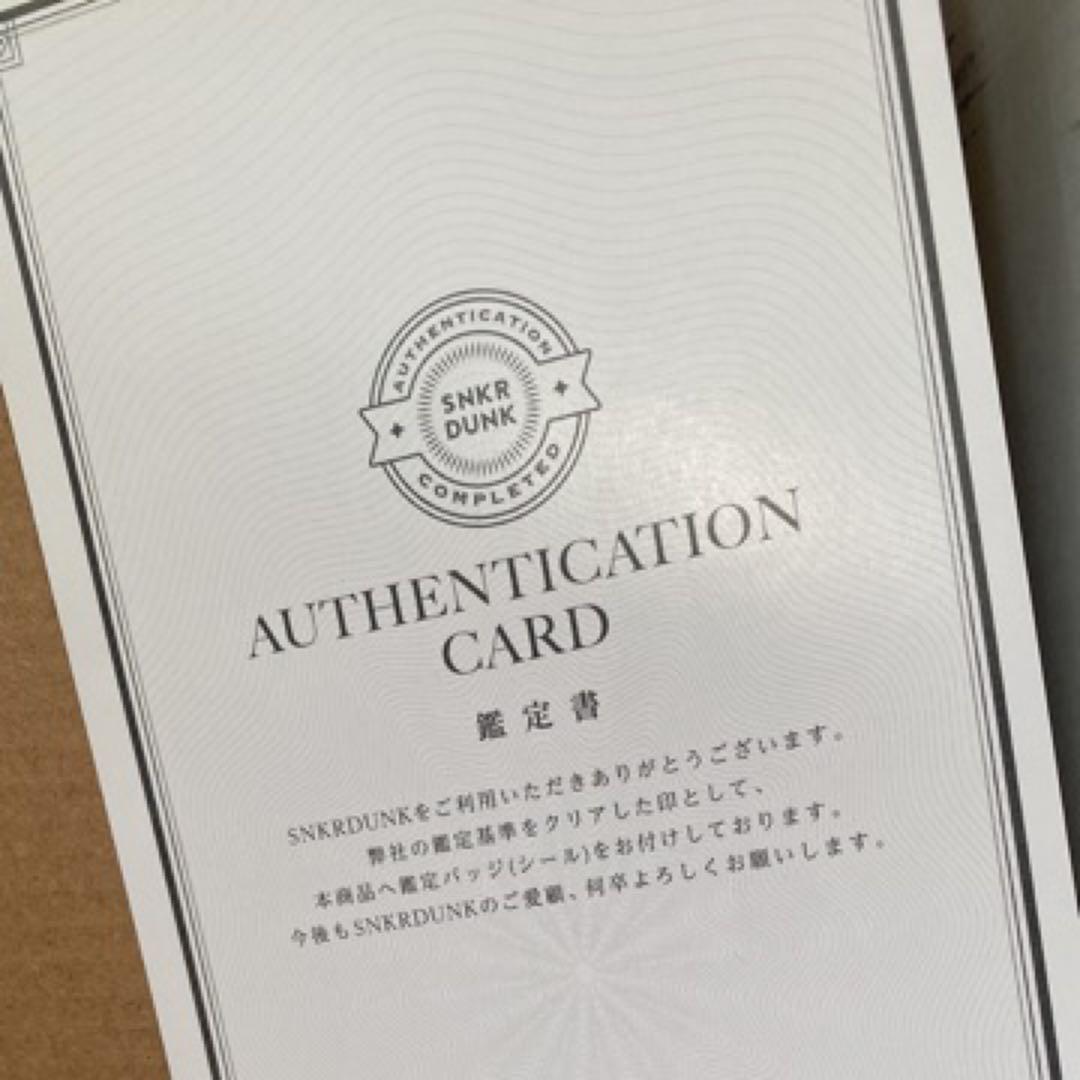 AUTHENTICATION
SNKR
DUNK
COMPLETED
AUTHENTICATION
CARD
鑑定書
SNKRDUNKをご利用いただきありがとうございます。
弊社の鑑定基準をクリアした印として、
本商品へ鑑定バッジ(シール)をお付けしております。
今後もSNKRDUNKのご愛顧、何卒よろしくお願いします。